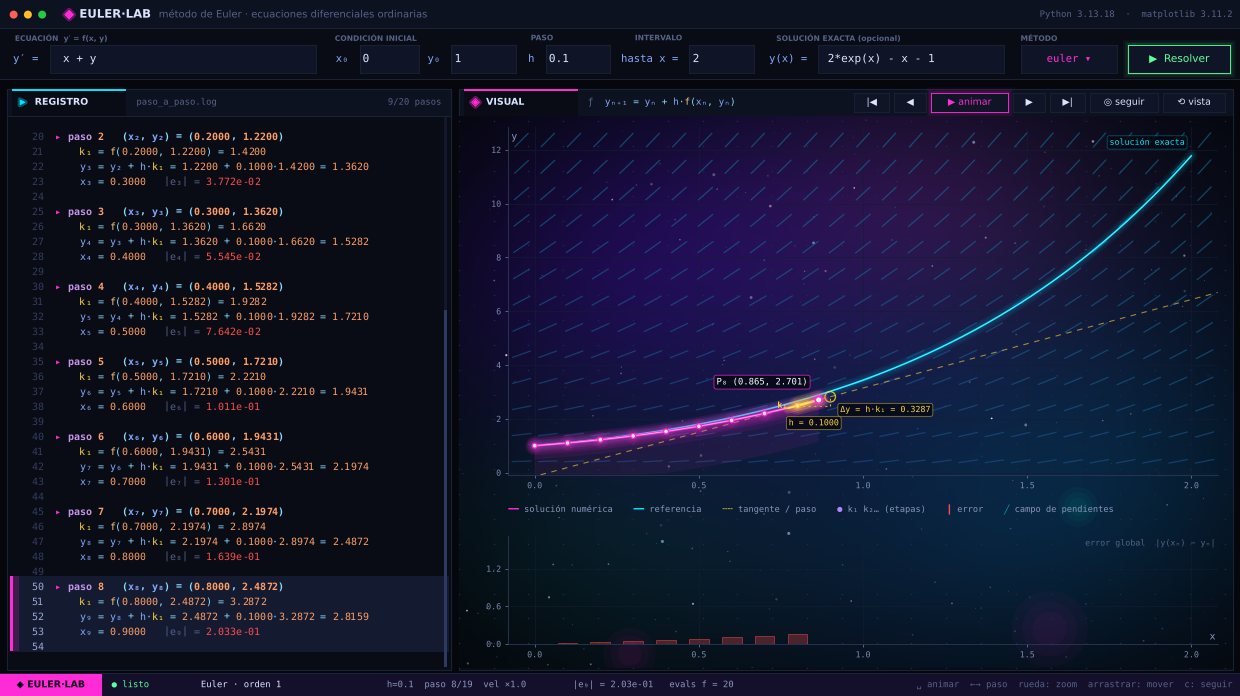 EULER·LAB método de Euler · ecuaciones diferenciales ordinarias Python 3.13.18 · matplotlib 3.11.2
ECUACIÓN y′ = f(x, y) CONDICIÓN INICIAL PASO INTERVALO SOLUCIÓN EXACTA (opcional) MÉTODO
y′ = x + y x₀ 0 y₀ 1 h 0.1 hasta x = 2 y(x) = 2*exp(x) - x - 1 euler ▾ ▶ Resolver
REGISTRO paso_a_paso.log 9/20 pasos
20 ▸ paso 2 (x₂, y₂) = (0.2000, 1.2200)
21 k₁ = f(0.2000, 1.2200) = 1.4200
22 y₃ = y₂ + h·k₁ = 1.2200 + 0.1000·1.4200 = 1.3620
23 x₃ = 0.3000 |e₃| = 3.772e-02
24
25 ▸ paso 3 (x₃, y₃) = (0.3000, 1.3620)
26 k₁ = f(0.3000, 1.3620) = 1.6620
27 y₄ = y₃ + h·k₁ = 1.3620 + 0.1000·1.6620 = 1.5282
28 x₄ = 0.4000 |e₄| = 5.545e-02
29
30 ▸ paso 4 (x₄, y₄) = (0.4000, 1.5282)
31 k₁ = f(0.4000, 1.5282) = 1.9282
32 y₅ = y₄ + h·k₁ = 1.5282 + 0.1000·1.9282 = 1.7210
33 x₅ = 0.5000 |e₅| = 7.642e-02
34
35 ▸ paso 5 (x₅, y₅) = (0.5000, 1.7210)
36 k₁ = f(0.5000, 1.7210) = 2.2210
37 y₆ = y₅ + h·k₁ = 1.7210 + 0.1000·2.2210 = 1.9431
38 x₆ = 0.6000 |e₆| = 1.011e-01
39
40 ▸ paso 6 (x₆, y₆) = (0.6000, 1.9431)
41 k₁ = f(0.6000, 1.9431) = 2.5431
42 y₇ = y₆ + h·k₁ = 1.9431 + 0.1000·2.5431 = 2.1974
43 x₇ = 0.7000 |e₇| = 1.301e-01
44
45 ▸ paso 7 (x₇, y₇) = (0.7000, 2.1974)
46 k₁ = f(0.7000, 2.1974) = 2.8974
47 y₈ = y₇ + h·k₁ = 2.1974 + 0.1000·2.8974 = 2.4872
48 x₈ = 0.8000 |e₈| = 1.639e-01
49
50 ▸ paso 8 (x₈, y₈) = (0.8000, 2.4872)
51 k₁ = f(0.8000, 2.4872) = 3.2872
52 y₉ = y₈ + h·k₁ = 2.4872 + 0.1000·3.2872 = 2.8159
53 x₉ = 0.9000 |e₉| = 2.033e-01
54
VISUAL ƒ yₙ₊₁ = yₙ + h·f(xₙ, yₙ) |◀ ◀ ▶ animar ▶ ▶| ◎ seguir ⟲ vista
y
solución exacta
12
10
8
6
4
2
0
P₈ (0.865, 2.701)
Δy = h·k₁ = 0.3287
h = 0.1000
0.0 0.5 1.0 1.5 2.0
solución numérica referencia tangente / paso k₁ k₂… (etapas) error campo de pendientes
error global |y(xₙ) − yₙ|
1.2
0.6
0.0
x
0.0 0.5 1.0 1.5 2.0
◆ EULER·LAB ● listo Euler · orden 1 h=0.1 paso 8/19 vel ×1.0 |e₉| = 2.03e-01 evals f = 20 ␣ animar ←→ paso rueda: zoom arrastrar: mover c: seguir